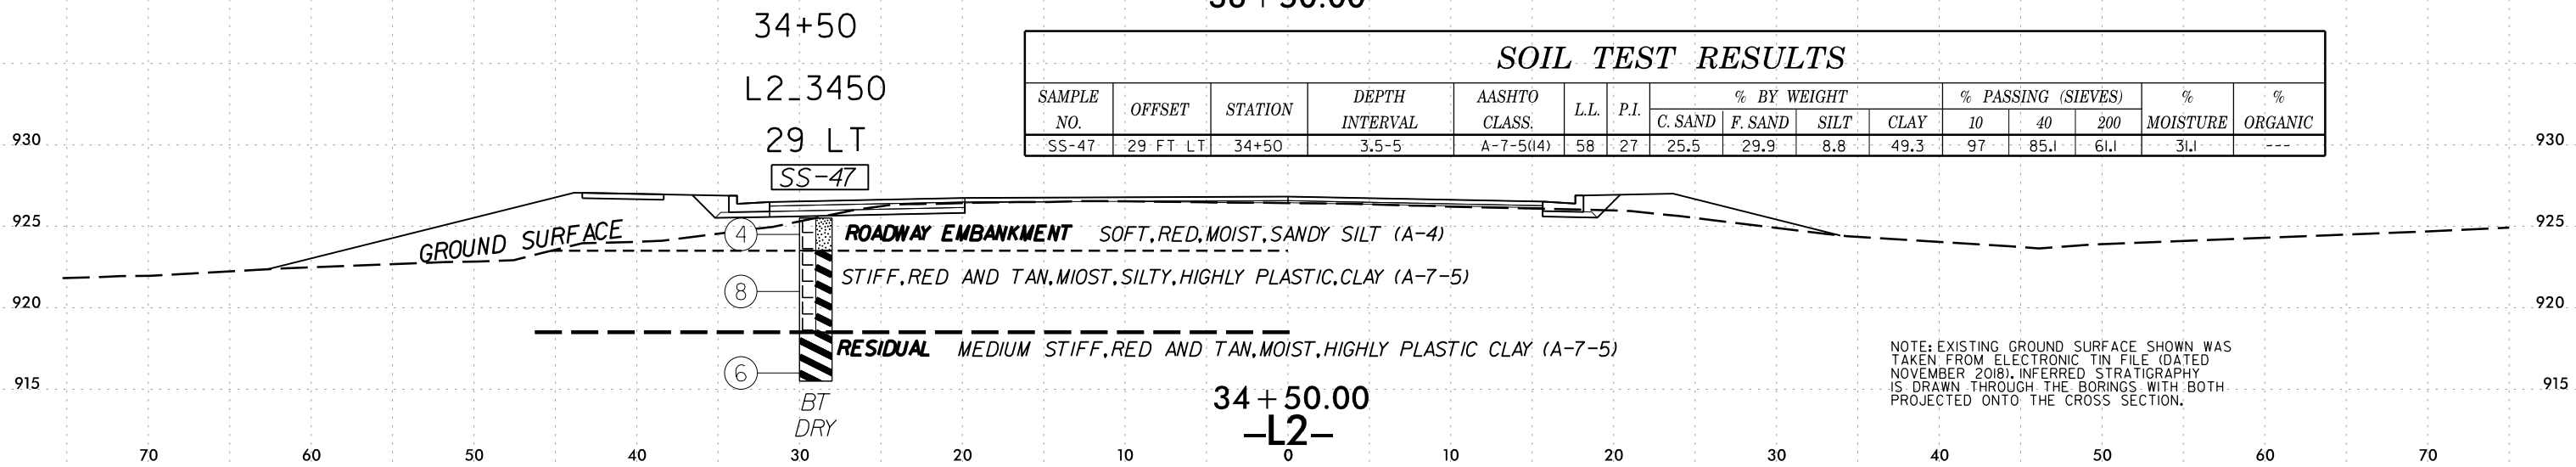 34+50
L2_3450
29 LT
SS-47
SOIL TEST RESULTS
SAMPLE NO. OFFSET STATION DEPTH INTERVAL AASHTO CLASS. L.L. P.I. % BY WEIGHT % PASSING (SIEVES) % MOISTURE % ORGANIC
C. SAND F. SAND SILT CLAY 10 40 200
SS-47 29 FT LT 34+50 3.5-5 A-7-5(14) 58 27 25.5 29.9 8.8 49.3 97 85.1 61.1 31.1 ---
930 930
925 925
920 920
915 915
GROUND SURFACE
4 ROADWAY EMBANKMENT SOFT,RED,MOIST,SANDY SILT (A-4)
8 STIFF,RED AND TAN,MIOST,SILTY,HIGHLY PLASTIC,CLAY (A-7-5)
RESIDUAL MEDIUM STIFF,RED AND TAN,MOIST,HIGHLY PLASTIC CLAY (A-7-5)
6
BT
DRY
34+50.00
-L2-
NOTE: EXISTING GROUND SURFACE SHOWN WAS
TAKEN FROM ELECTRONIC TIN FILE (DATED
NOVEMBER 2018). INFERRED STRATIGRAPHY
IS DRAWN THROUGH THE BORINGS WITH BOTH
PROJECTED ONTO THE CROSS SECTION.
70 60 50 40 30 20 10 0 10 20 30 40 50 60 70